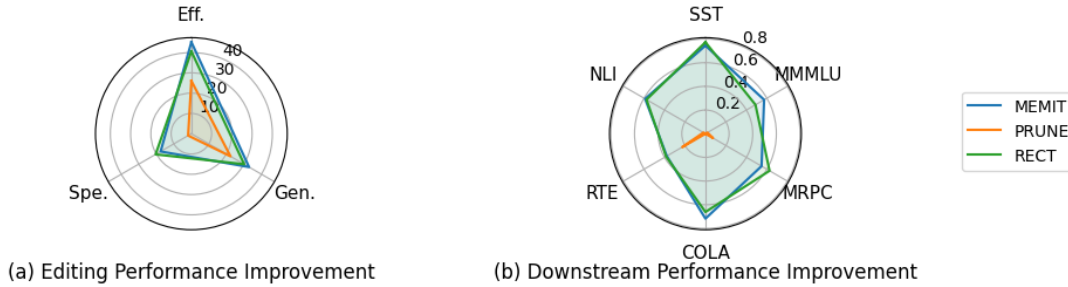 Eff.
40
30
20
10
Spe.
Gen.
(a) Editing Performance Improvement
SST
0.8
0.6
0.4
0.2
NLI
MMMLU
RTE
MRPC
COLA
(b) Downstream Performance Improvement
MEMIT
PRUNE
RECT